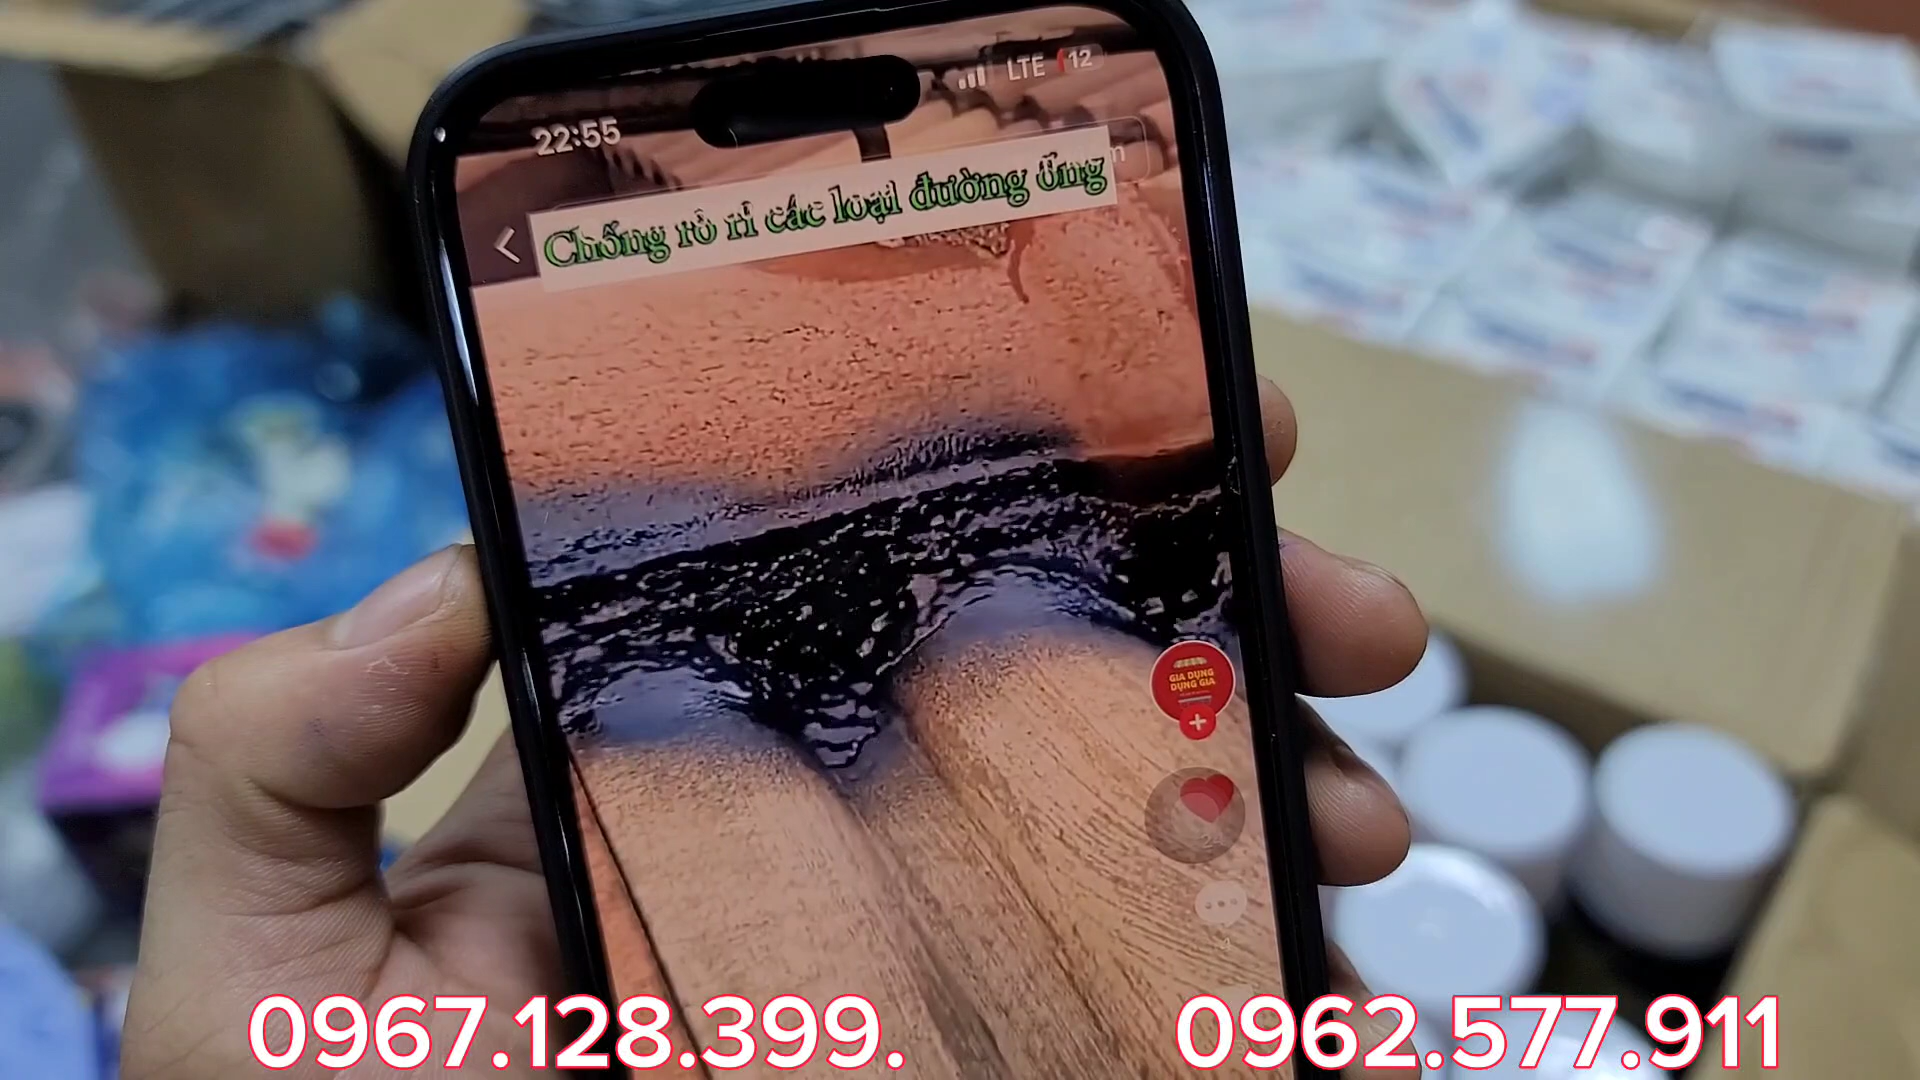 22:55
LTE 12
Chống rò rỉ các loại đường ống
GIA DỤNG
DỤNG GIA
0967.128.399.
0962.577.911